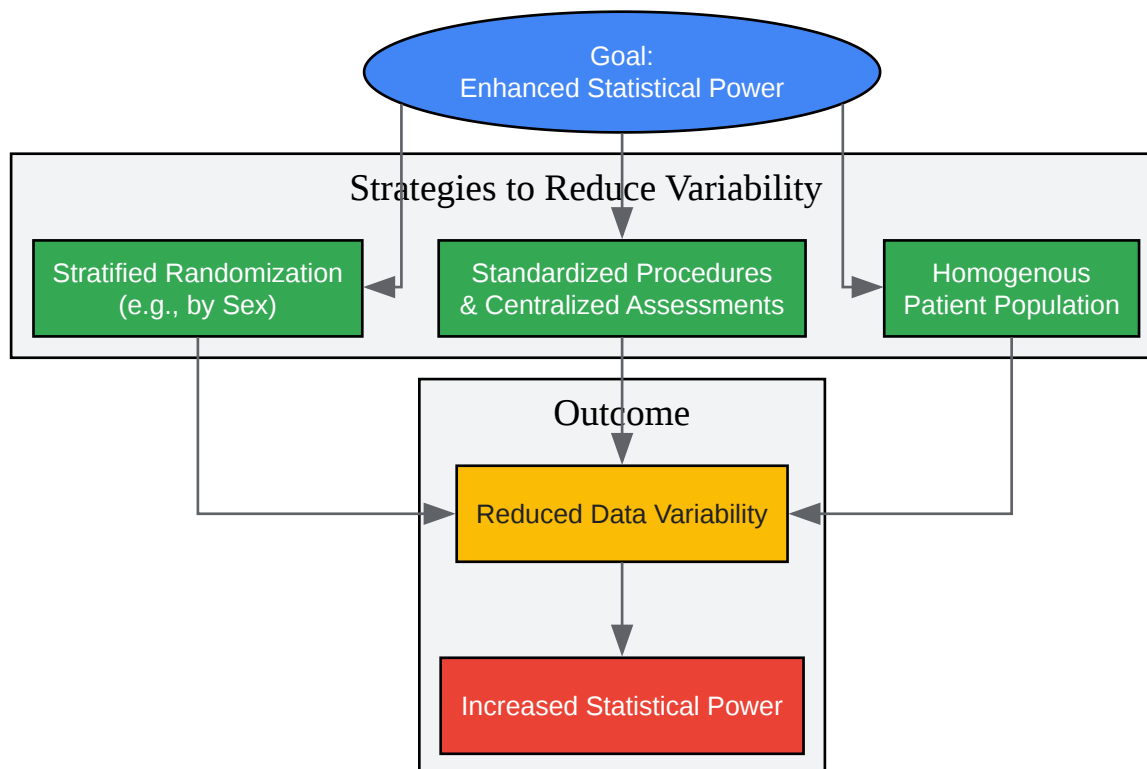 Goal:
Enhanced Statistical Power
Strategies to Reduce Variability
Stratified Randomization
(e.g., by Sex)
Standardized Procedures
& Centralized Assessments
Homogenous
Patient Population
Outcome
Reduced Data Variability
Increased Statistical Power